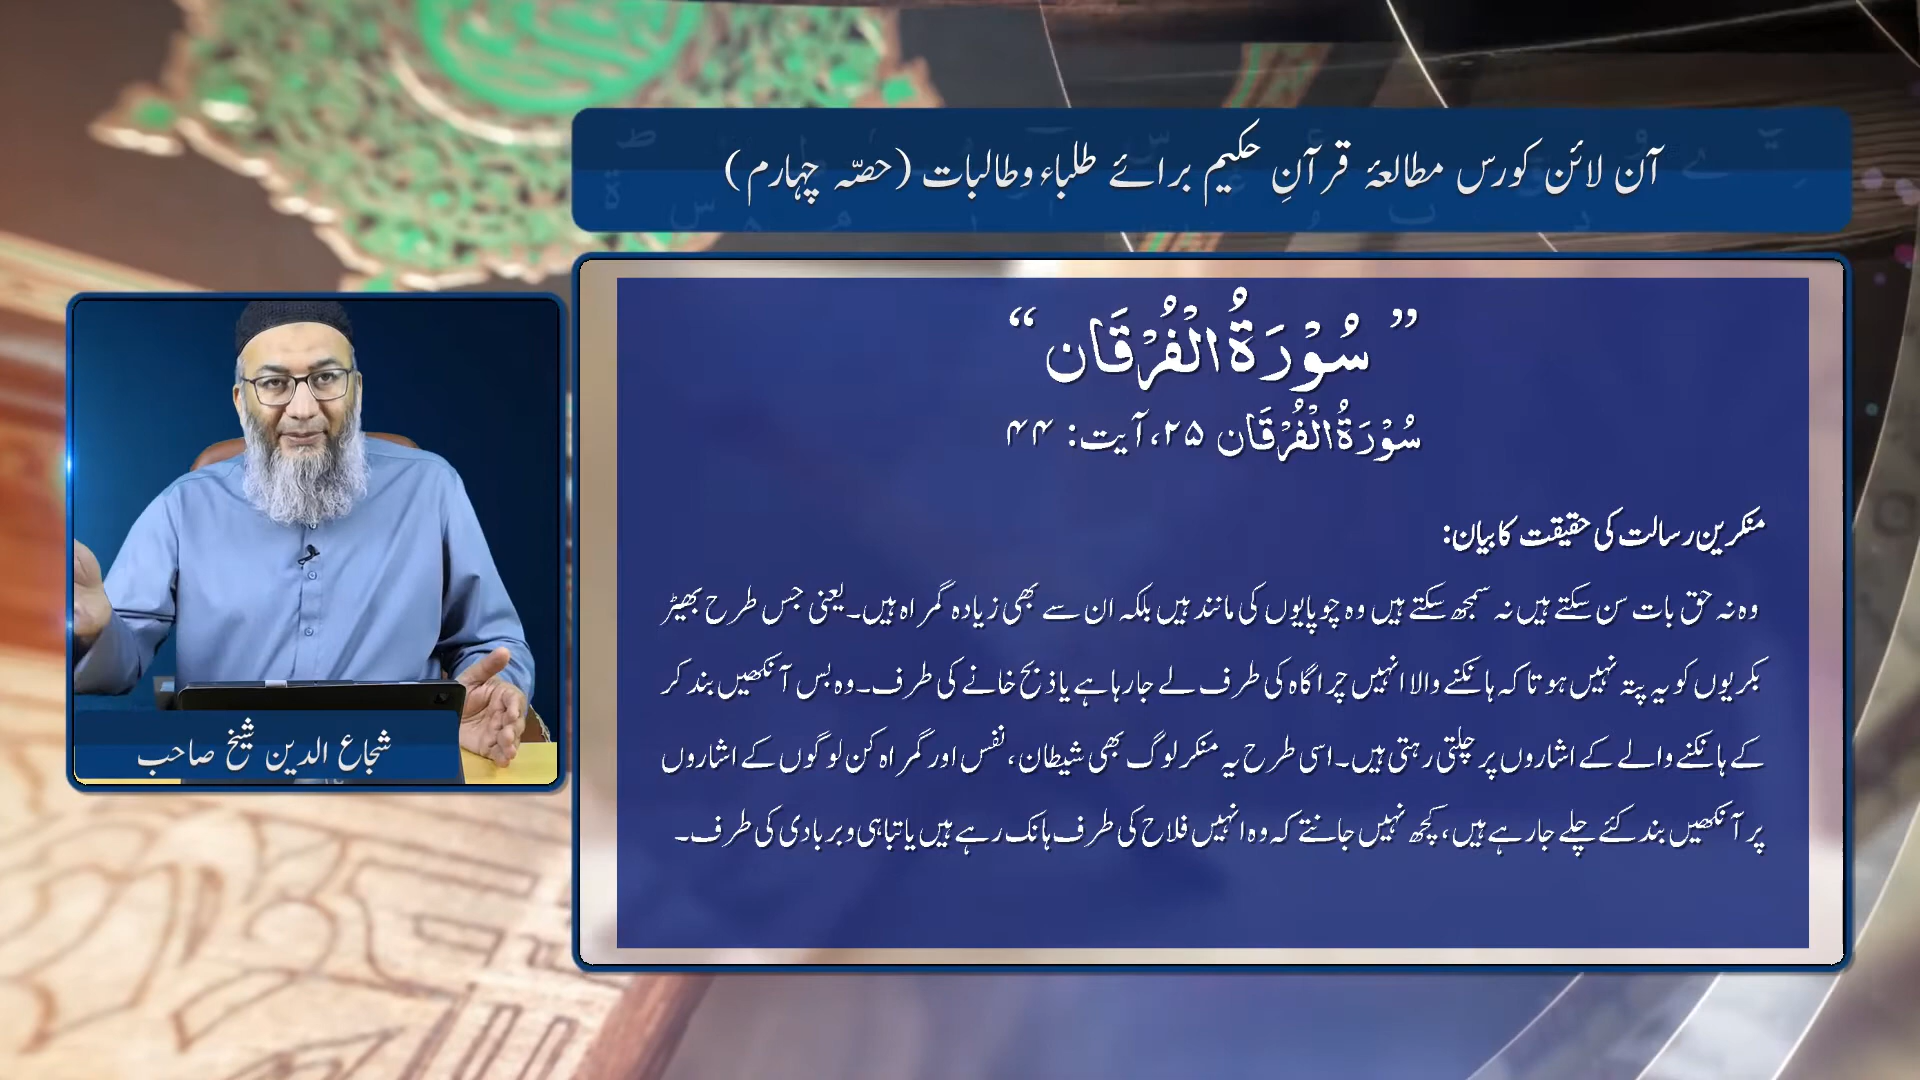 آن لائن کورس مطالعۂ قرآنِ حکیم برائے طلباء وطالبات (حصّہ چہارم)
” سُوْرَةُ الْفُرْقَان “
سُوْرَةُ الْفُرْقَان ۲۵، آیت: ۴۴
منکرین رسالت کی حقیقت کا بیان:
وہ نہ حق بات سن سکتے ہیں نہ سمجھ سکتے ہیں وہ چوپایوں کی مانند ہیں بلکہ ان سے بھی زیادہ گمراہ ہیں۔ یعنی جس طرح بھیڑ
بکریوں کو یہ پتہ نہیں ہوتا کہ ہانکنے والا انہیں چراگاہ کی طرف لے جارہا ہے یا ذبح خانے کی طرف۔ وہ بس آنکھیں بند کر
کے ہانکنے والے کے اشاروں پر چلتی رہتی ہیں۔ اسی طرح یہ منکر لوگ بھی شیطان، نفس اور گمراہ کن لوگوں کے اشاروں
پر آنکھیں بند کئے چلے جارہے ہیں، کچھ نہیں جانتے کہ وہ انہیں فلاح کی طرف ہانک رہے ہیں یا تباہی و بربادی کی طرف۔
شجاع الدین شیخ صاحب